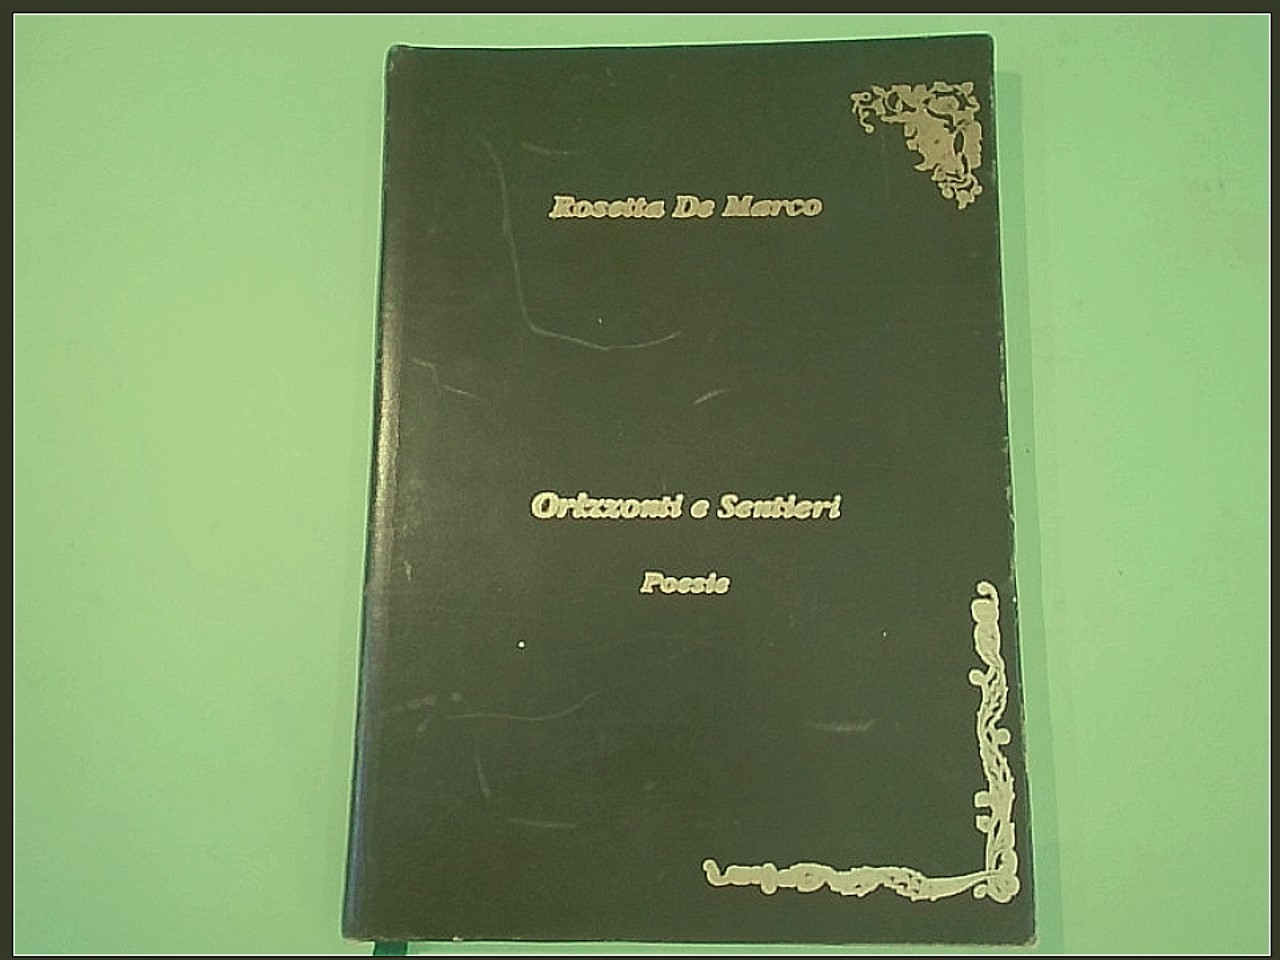 Rosetta De Marco
Orizzonti e Sentieri
Poesie